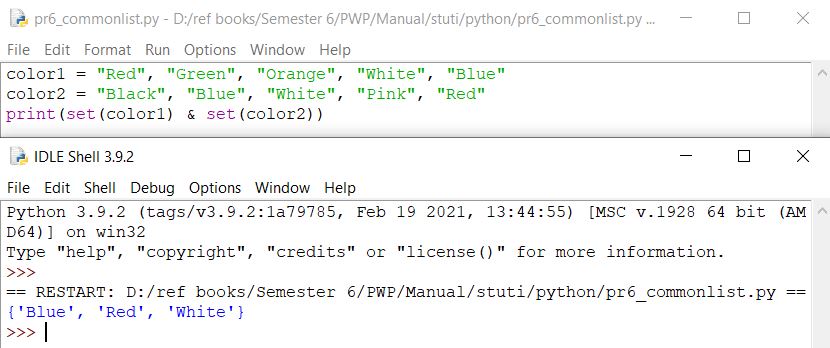 pr6_commonlist.py - D:/ref books/Semester 6/PWP/Manual/stuti/python/pr6_commonlist.py ...
File Edit Format Run Options Window Help
color1 = "Red", "Green", "Orange", "White", "Blue"
color2 = "Black", "Blue", "White", "Pink", "Red"
print(set(color1) & set(color2))
IDLE Shell 3.9.2
File Edit Shell Debug Options Window Help
Python 3.9.2 (tags/v3.9.2:1a79785, Feb 19 2021, 13:44:55) [MSC v.1928 64 bit (AM
D64)] on win32
Type "help", "copyright", "credits" or "license()" for more information.
>>>
== RESTART: D:/ref books/Semester 6/PWP/Manual/stuti/python/pr6_commonlist.py ==
{'Blue', 'Red', 'White'}
>>>